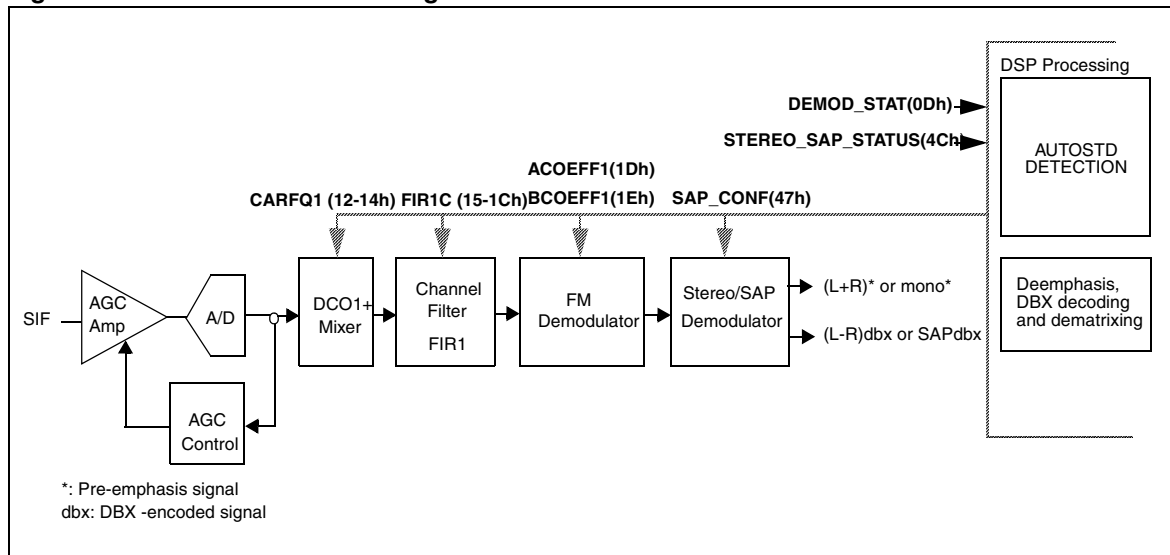 DSP Processing
DEMOD_STAT(0Dh)
STEREO_SAP_STATUS(4Ch)
AUTOSTD
DETECTION
ACOEFF1(1Dh)
CARFQ1 (12-14h) FIR1C (15-1Ch) BCOEFF1(1Eh) SAP_CONF(47h)
SIF
AGC
Amp
A/D
DCO1+
Mixer
Channel
Filter
FIR1
FM
Demodulator
Stereo/SAP
Demodulator
(L+R)* or mono*
(L-R)dbx or SAPdbx
Deemphasis,
DBX decoding
and dematrixing
AGC
Control
*: Pre-emphasis signal
dbx: DBX -encoded signal